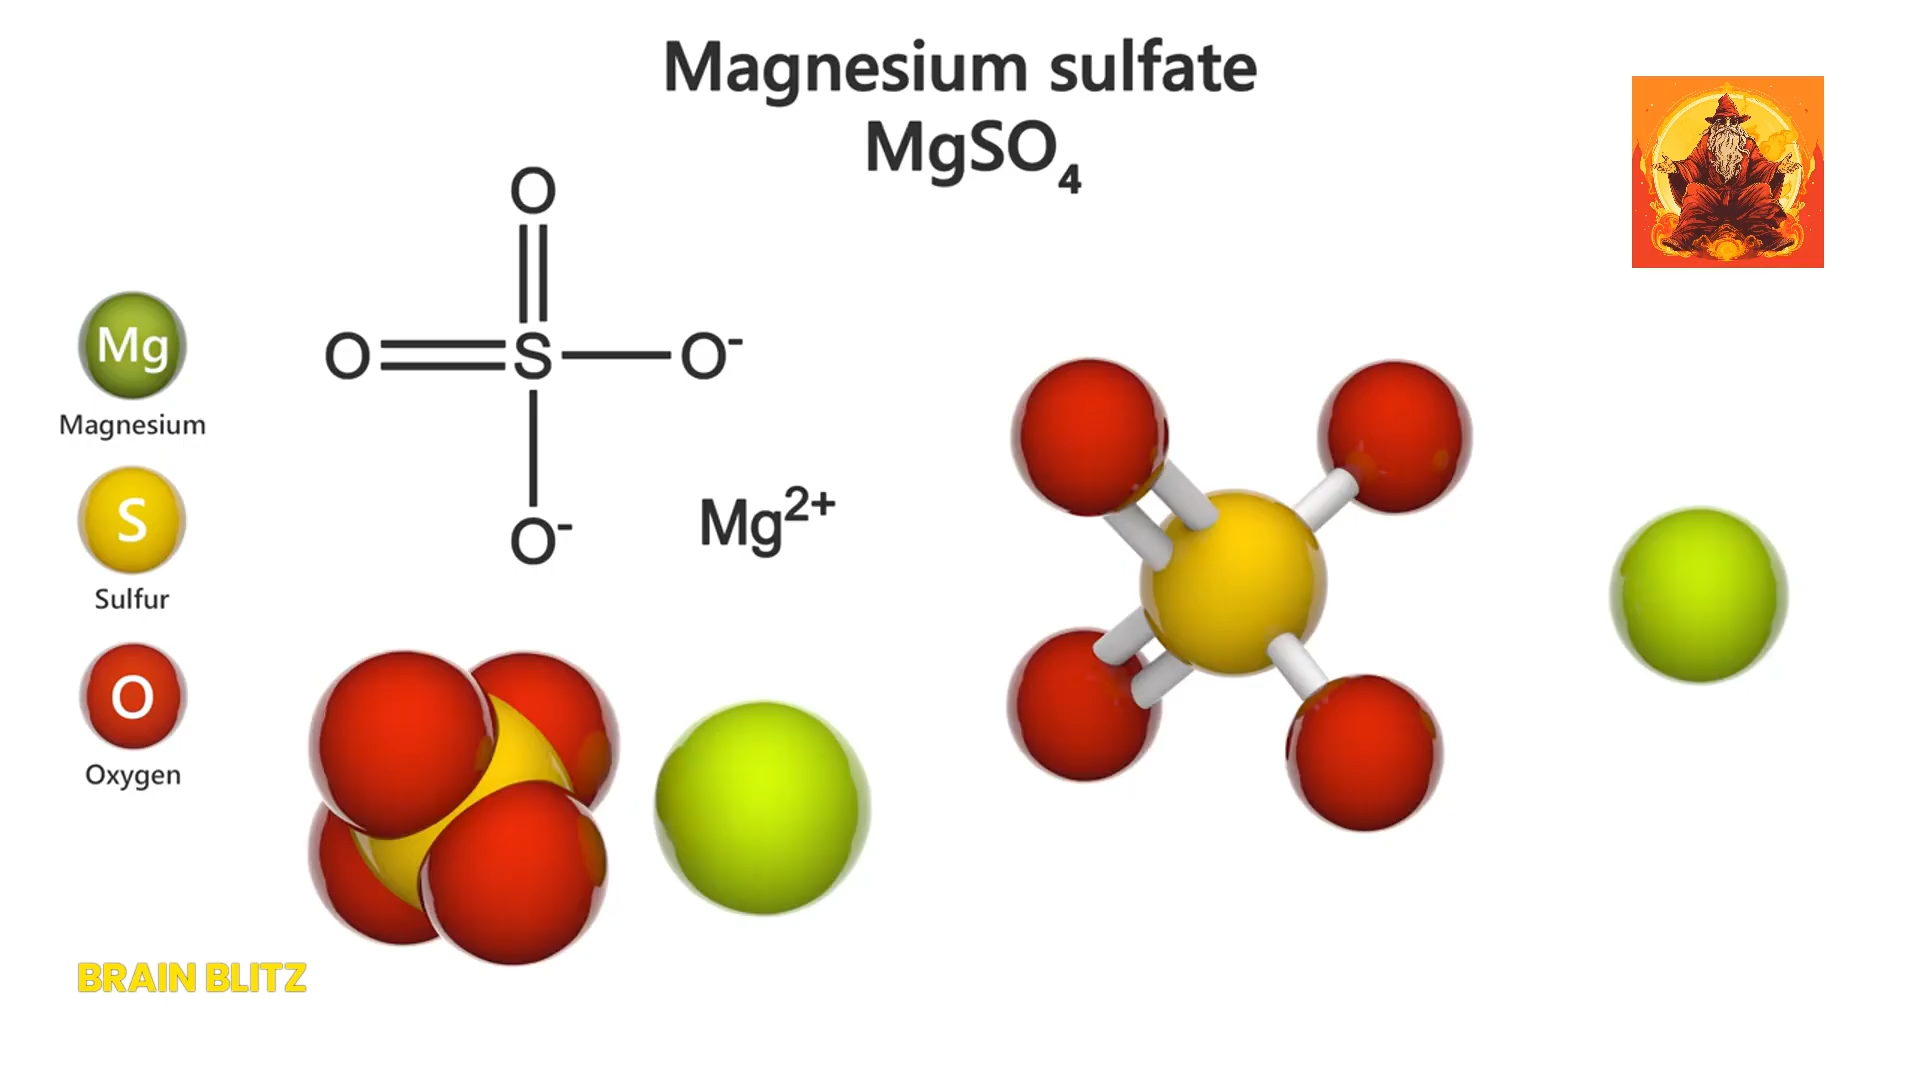 Magnesium sulfate
MgSO₄
O
O S O⁻
O⁻
Mg²⁺
Mg
Magnesium
S
Sulfur
O
Oxygen
BRAIN BLITZ